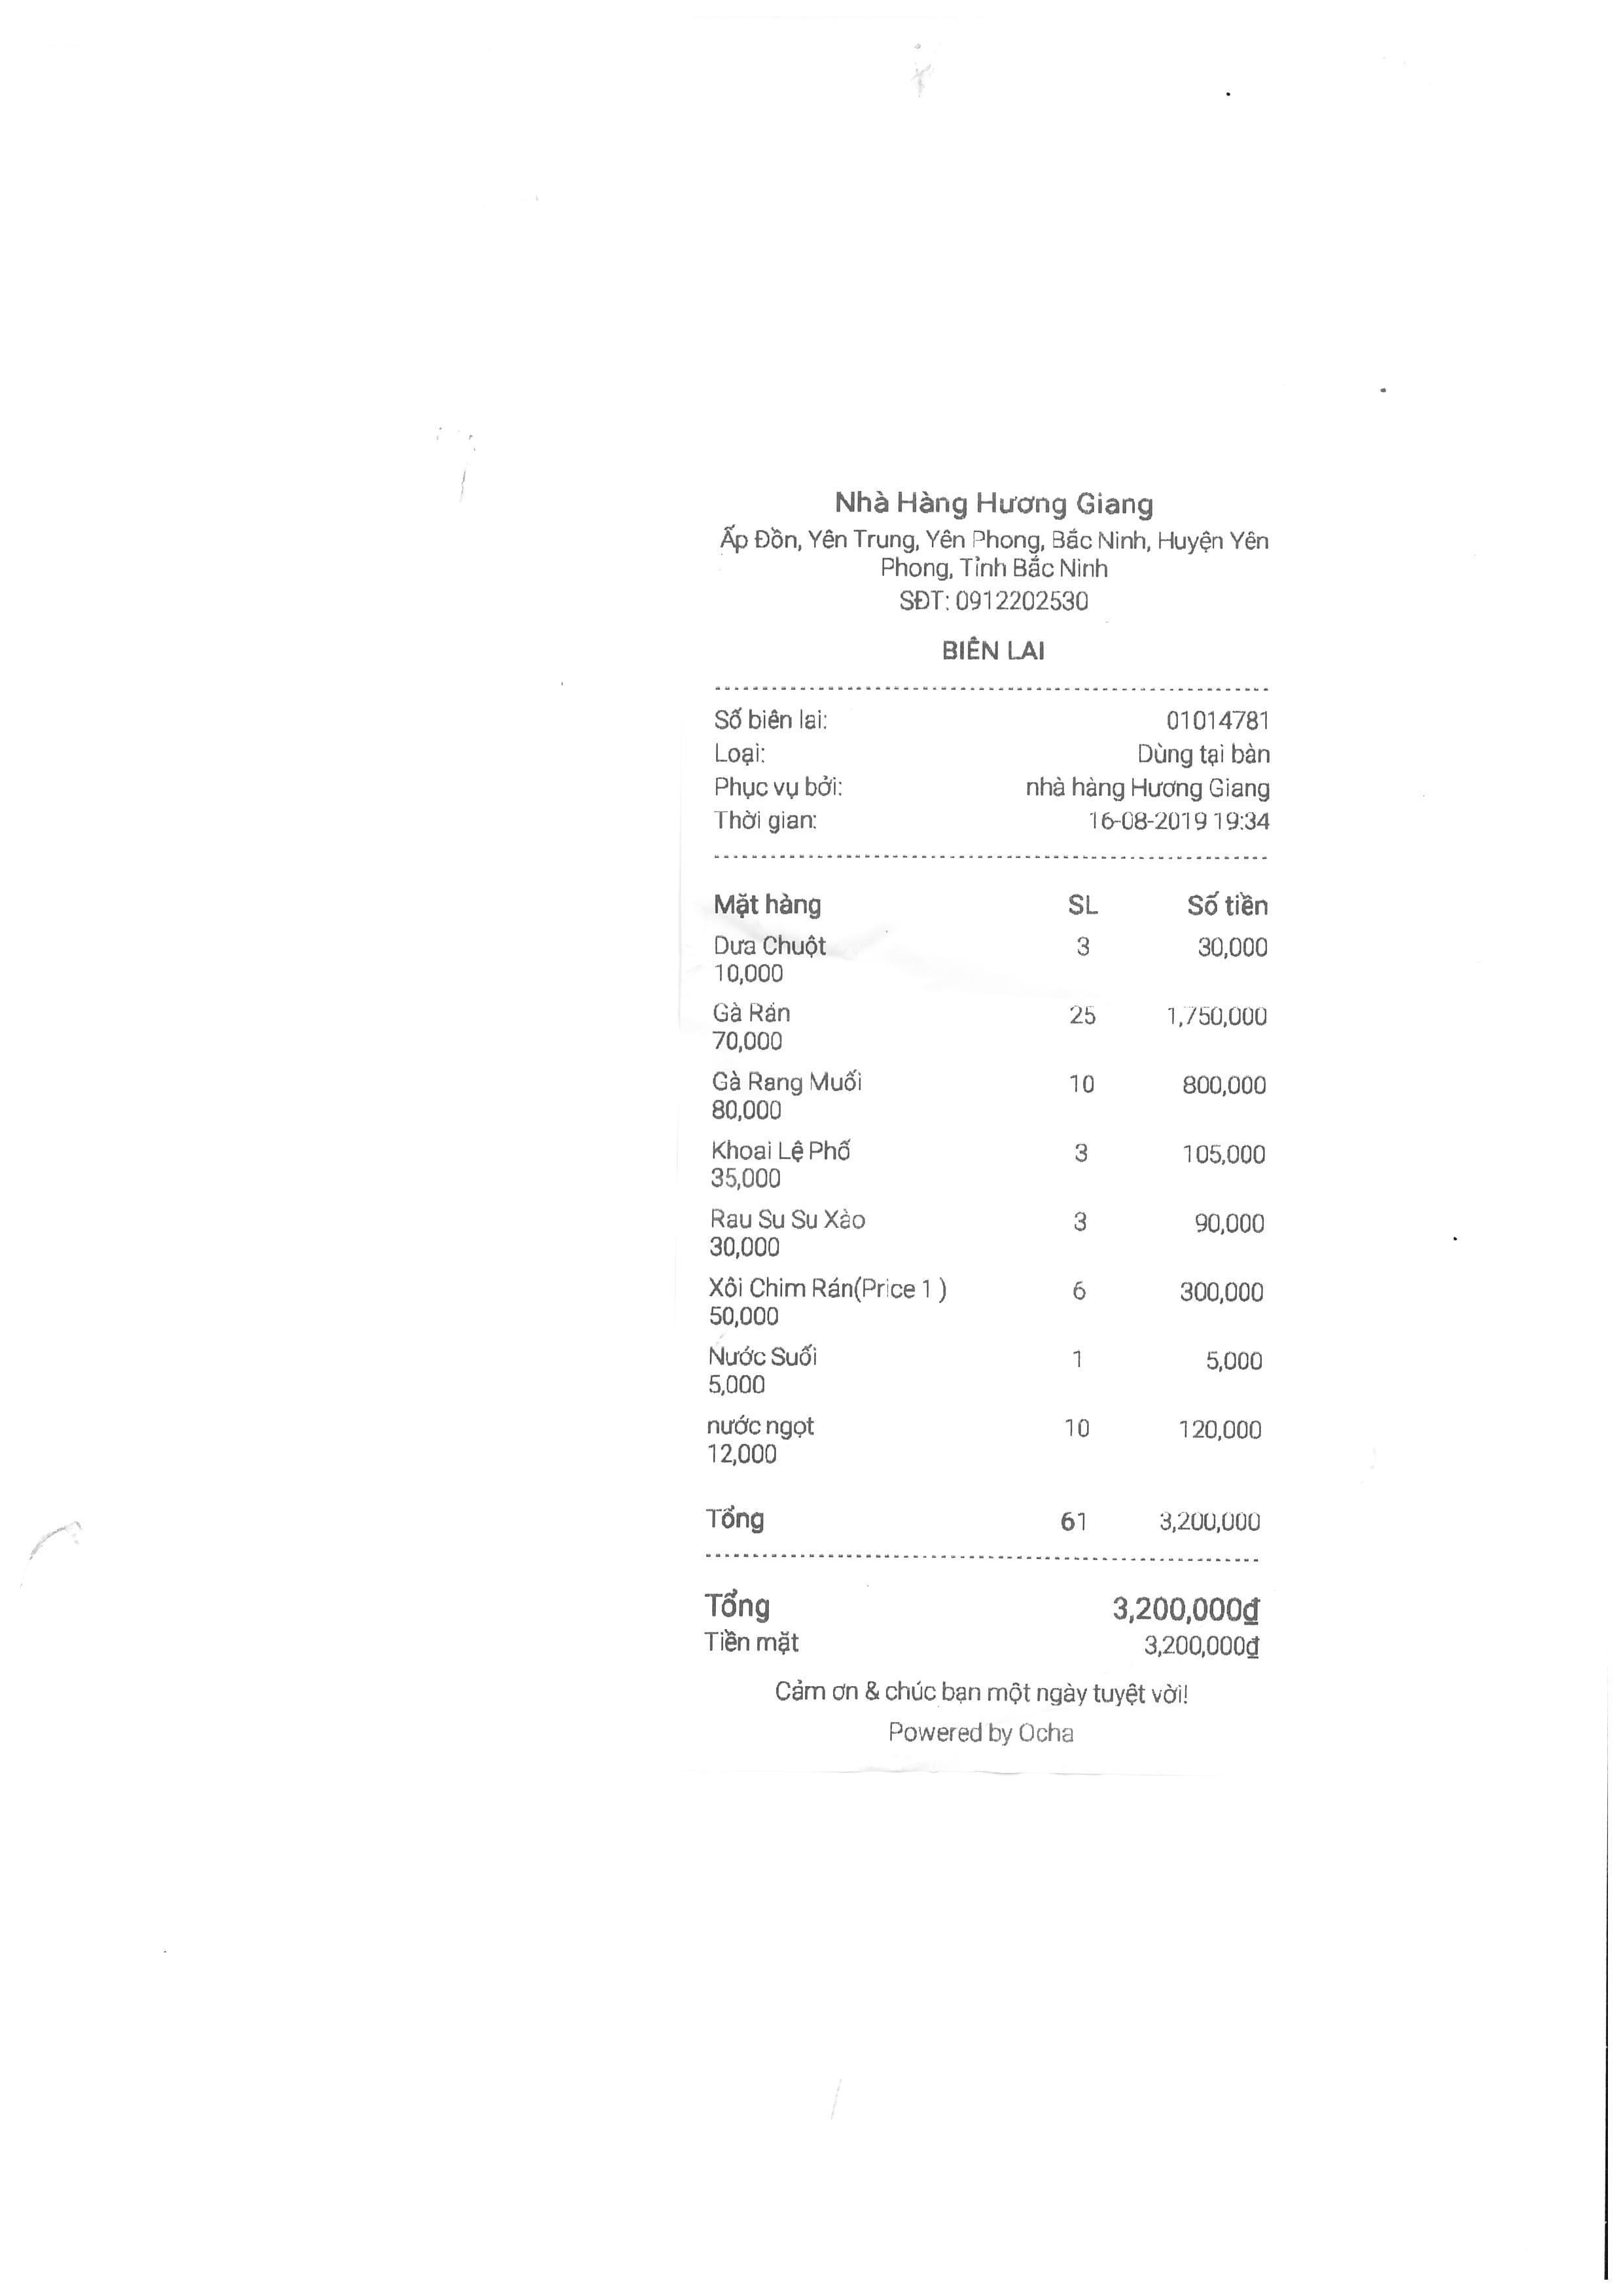 Nhà Hàng Hương Giang
Ấp Đồn, Yên Trung, Yên Phong, Bắc Ninh, Huyện Yên
Phong, Tỉnh Bắc Ninh
SĐT: 0912202530
BIÊN LAI
Số biên lai: 01014781
Loại: Dùng tại bàn
Phục vụ bởi: nhà hàng Hương Giang
Thời gian: 16-08-2019 19:34
Mặt hàng SL Số tiền
Dưa Chuột 3 30,000
10,000
Gà Rán 25 1,750,000
70,000
Gà Rang Muối 10 800,000
80,000
Khoai Lệ Phố 3 105,000
35,000
Rau Su Su Xào 3 90,000
30,000
Xôi Chim Rán(Price 1 ) 6 300,000
50,000
Nước Suối 1 5,000
5,000
nước ngọt 10 120,000
12,000
Tổng 61 3,200,000
Tổng 3,200,000₫
Tiền mặt 3,200,000₫
Cảm ơn & chúc bạn một ngày tuyệt vời!
Powered by Ocha